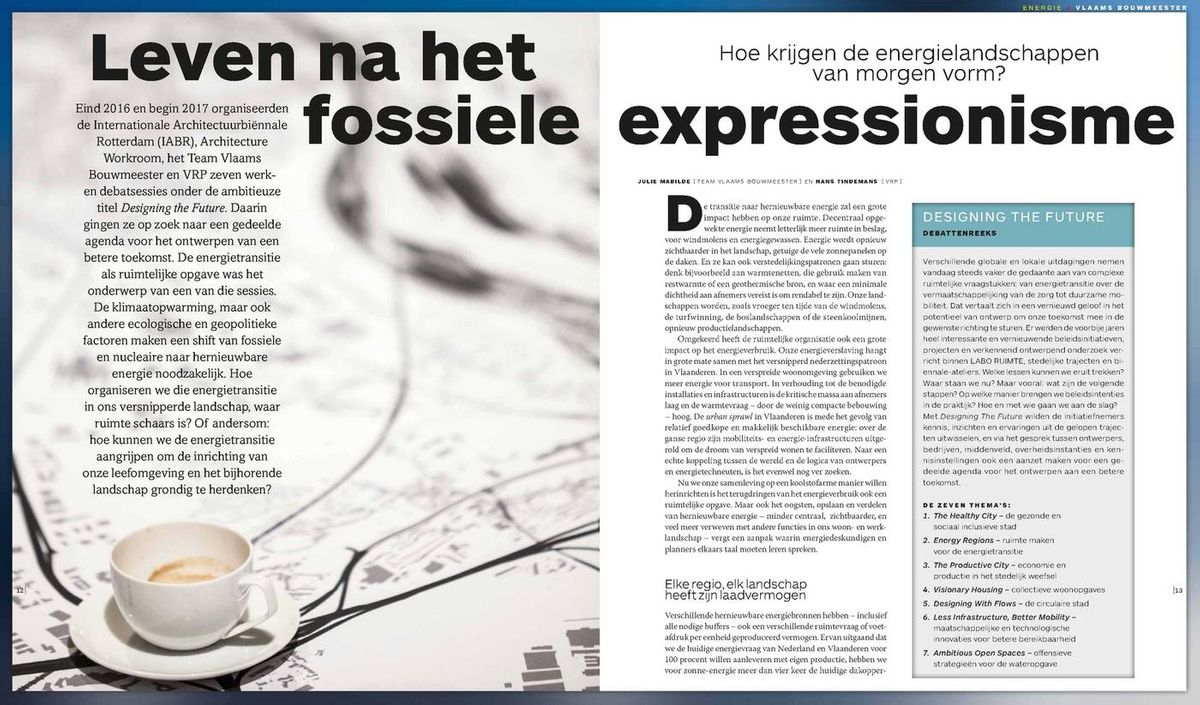 ENERGIE / VLAAMS BOUWMEESTER
Leven na het
fossiele
Eind 2016 en begin 2017 organiseerden
de Internationale Architectuurbiënnale
Rotterdam (IABR), Architecture
Workroom, het Team Vlaams
Bouwmeester en VRP zeven werk-
en debatsessies onder de ambitieuze
titel Designing the Future. Daarin
gingen ze op zoek naar een gedeelde
agenda voor het ontwerpen van een
betere toekomst. De energietransitie
als ruimtelijke opgave was het
onderwerp van een van die sessies.
De klimaatopwarming, maar ook
andere ecologische en geopolitieke
factoren maken een shift van fossiele
en nucleaire naar hernieuwbare
energie noodzakelijk. Hoe
organiseren we die energietransitie
in ons versnipperde landschap, waar
ruimte schaars is? Of andersom:
hoe kunnen we de energietransitie
aangrijpen om de inrichting van
onze leefomgeving en het bijhorende
landschap grondig te herdenken?
12|
Hoe krijgen de energielandschappen
van morgen vorm?
expressionisme
JULIE MABILDE [TEAM VLAAMS BOUWMEESTER] EN HANS TINDEMANS [VRP]
De transitie naar hernieuwbare energie zal een grote
impact hebben op onze ruimte. Decentraal opge-
wekte energie neemt letterlijk meer ruimte in beslag,
voor windmolens en energiegewassen. Energie wordt opnieuw
zichtbaarder in het landschap, getuige de vele zonnepanelen op
de daken. En ze kan ook verstedelijkingspatronen gaan sturen:
denk bijvoorbeeld aan warmtenetten, die gebruik maken van
restwarmte of een geothermische bron, en waar een minimale
dichtheid aan afnemers vereist is om rendabel te zijn. Onze land-
schappen worden, zoals vroeger ten tijde van de windmolens,
de turfwinning, de boslandschappen of de steenkoolmijnen,
opnieuw productielandschappen.
Omgekeerd heeft de ruimtelijke organisatie ook een grote
impact op het energieverbruik. Onze energieverslaving hangt
in grote mate samen met het versnipperd nederzettingspatroon
in Vlaanderen. In een verspreide woonomgeving gebruiken we
meer energie voor transport. In verhouding tot de benodigde
installaties en infrastructuren is de kritische massa aan afnemers
laag en de warmtevraag – door de weinig compacte bebouwing
– hoog. De urban sprawl in Vlaanderen is mede het gevolg van
relatief goedkope en makkelijk beschikbare energie: over de
ganse regio zijn mobiliteits- en energie-infrastructuren uitge-
rold om de droom van verspreid wonen te faciliteren. Naar een
echte koppeling tussen de wereld en de logica van ontwerpers
en energietechneuten, is het evenwel nog ver zoeken.
Nu we onze samenleving op een koolstofarme manier willen
herinrichten is het terugdringen van het energieverbruik ook een
ruimtelijke opgave. Maar ook het oogsten, opslaan en verdelen
van hernieuwbare energie – minder centraal, zichtbaarder, en
veel meer verweven met andere functies in ons woon- en werk-
landschap – vergt een aanpak waarin energiedeskundigen en
planners elkaars taal moeten leren spreken.
Elke regio, elk landschap
heeft zijn laadvermogen
Verschillende hernieuwbare energiebronnen hebben – inclusief
alle nodige buffers – ook een verschillende ruimtevraag of voet-
afdruk per eenheid geproduceerd vermogen. Ervan uitgaand dat
we de huidige energievraag van Nederland en Vlaanderen voor
100 procent willen aanleveren met eigen productie, hebben we
voor zonne-energie meer dan vier keer de huidige dakopper-
DESIGNING THE FUTURE
DEBATTENREEKS
Verschillende globale en lokale uitdagingen nemen
vandaag steeds vaker de gedaante aan van complexe
ruimtelijke vraagstukken: van energietransitie over de
vermaatschappelijking van de zorg tot duurzame mo-
biliteit. Dat vertaalt zich in een vernieuwd geloof in het
potentieel van ontwerp om onze toekomst mee in de
gewenste richting te sturen. Er werden de voorbije jaren
heel interessante en vernieuwende beleidsinitiatieven,
projecten en verkennend ontwerpend onderzoek ver-
richt binnen LABO RUIMTE, stedelijke trajecten en bi-
ennale-ateliers. Welke lessen kunnen we eruit trekken?
Waar staan we nu? Maar vooral: wat zijn de volgende
stappen? Op welke manier brengen we beleidsintenties
in de praktijk? Hoe en met wie gaan we aan de slag?
Met Designing The Future wilden de initiatiefnemers
kennis, inzichten en ervaringen uit de gelopen trajec-
ten uitwisselen, en via het gesprek tussen ontwerpers,
bedrijven, middenveld, overheidsinstanties en ken-
nisinstellingen ook een aanzet maken voor een ge-
deelde agenda voor het ontwerpen aan een betere
toekomst.
DE ZEVEN THEMA'S:
1. The Healthy City – de gezonde en
sociaal inclusieve stad
2. Energy Regions – ruimte maken
voor de energietransitie
3. The Productive City – economie en
productie in het stedelijk weefsel
4. Visionary Housing – collectieve woonopgaves
5. Designing With Flows – de circulaire stad
6. Less Infrastructure, Better Mobility –
maatschappelijke en technologische
innovaties voor betere bereikbaarheid
7. Ambitious Open Spaces – offensieve
strategieën voor de wateropgave
|13